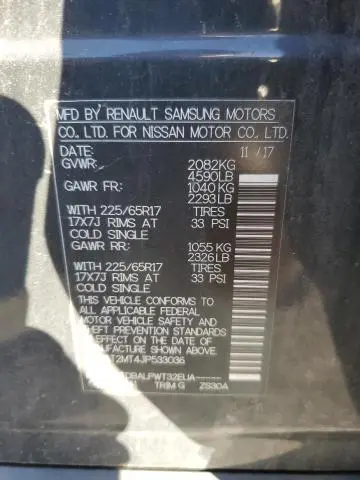 MFD BY RENAULT SAMSUNG MOTORS
CO., LTD. FOR NISSAN MOTOR CO., LTD.
DATE: 11 /17
GVWR: 2082KG
4590LB
GAWR FR: 1040 KG
2293LB
WITH 225/65R17 TIRES
17X7J RIMS AT 33 PSI
COLD SINGLE
GAWR RR: 1055 KG
2326LB
WITH 225/65R17 TIRES
17X7J RIMS AT 33 PSI
COLD SINGLE
THIS VEHICLE CONFORMS TO
ALL APPLICABLE FEDERAL
MOTOR VEHICLE SAFETY AND
THEFT PREVENTION STANDARDS
IN EFFECT ON THE DATE OF
MANUFACTURE SHOWN ABOVE.
T2MT4JP533036
DBALPWT32EUA-----
TRIM G ZS30A